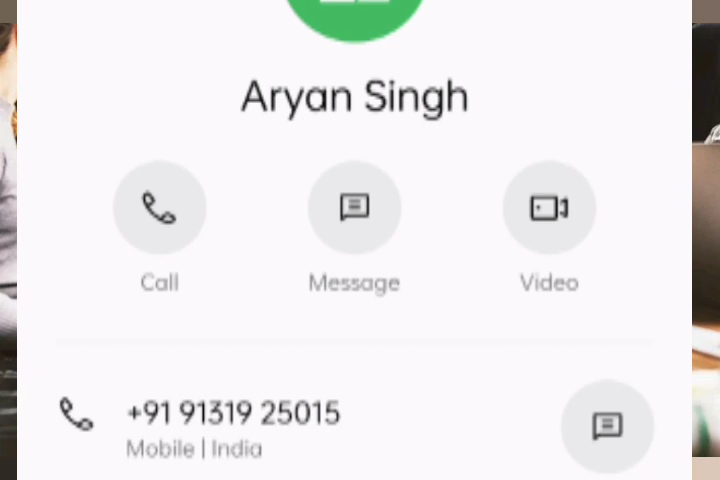 Aryan Singh
Call
Message
Video
+91 91319 25015
Mobile | India